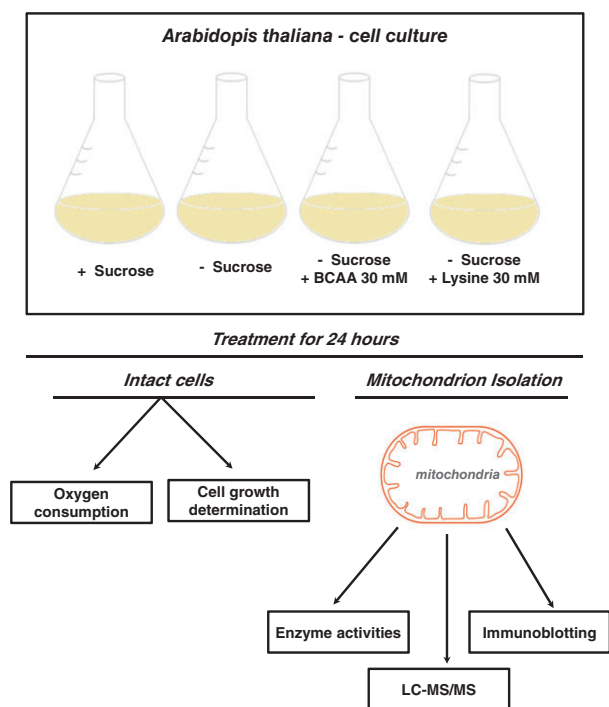 Arabidopis thaliana - cell culture
+ Sucrose
- Sucrose
- Sucrose
+ BCAA 30 mM
- Sucrose
+ Lysine 30 mM
Treatment for 24 hours
Intact cells
Mitochondrion Isolation
Oxygen
consumption
Cell growth
determination
mitochondria
Enzyme activities
Immunoblotting
LC-MS/MS